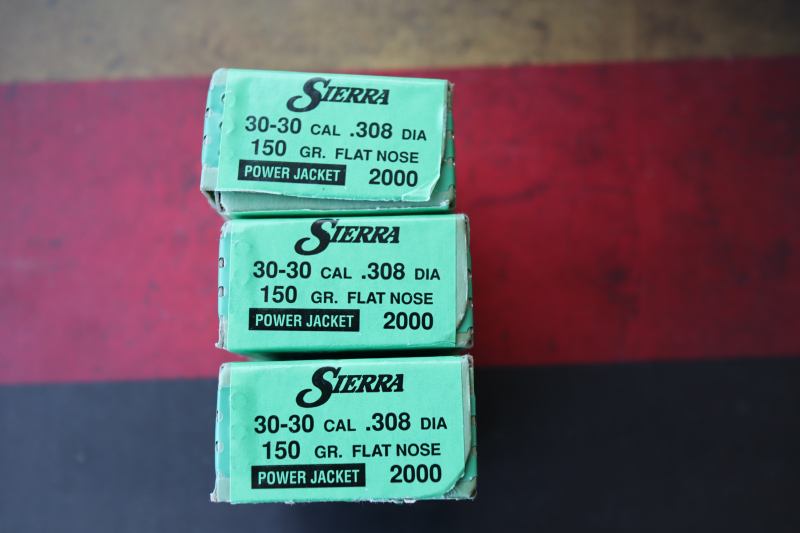 SIERRA
30-30 CAL .308 DIA
150 GR. FLAT NOSE
POWER JACKET 2000
SIERRA
30-30 CAL .308 DIA
150 GR. FLAT NOSE
POWER JACKET 2000
SIERRA
30-30 CAL .308 DIA
150 GR. FLAT NOSE
POWER JACKET 2000